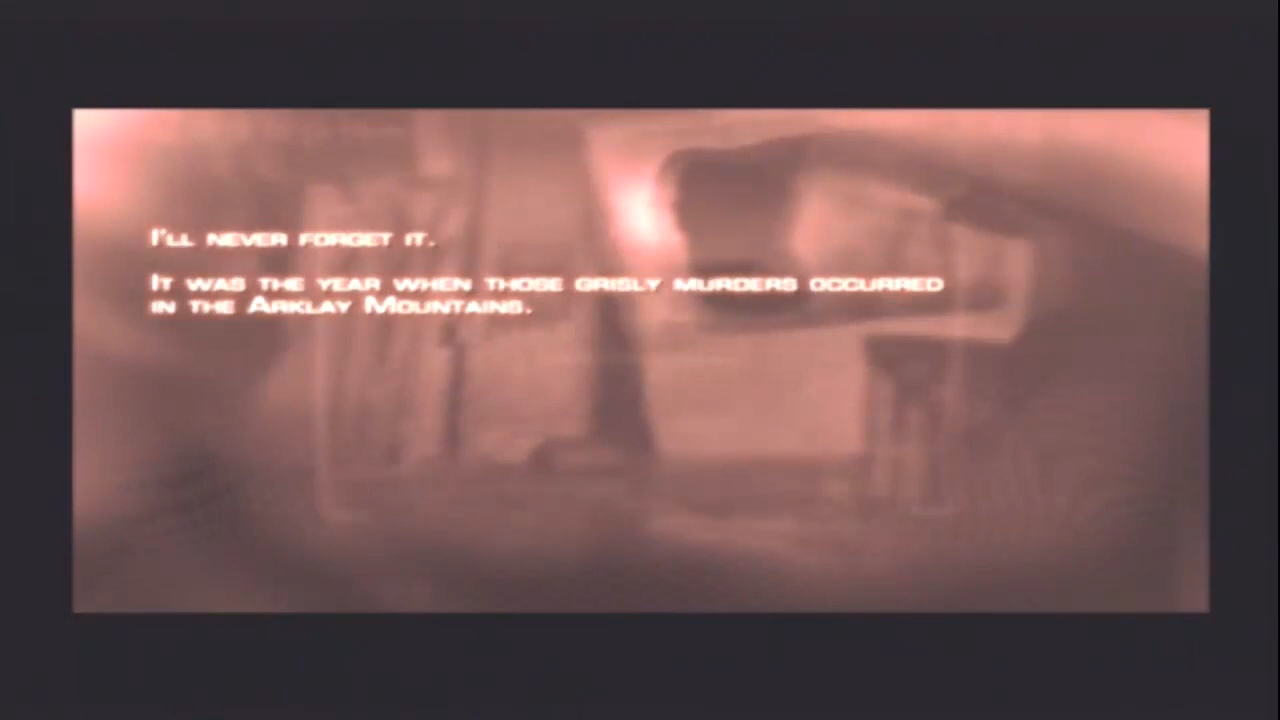 I'll never forget it.
It was the year when those grisly murders occurred
in the Arklay Mountains.